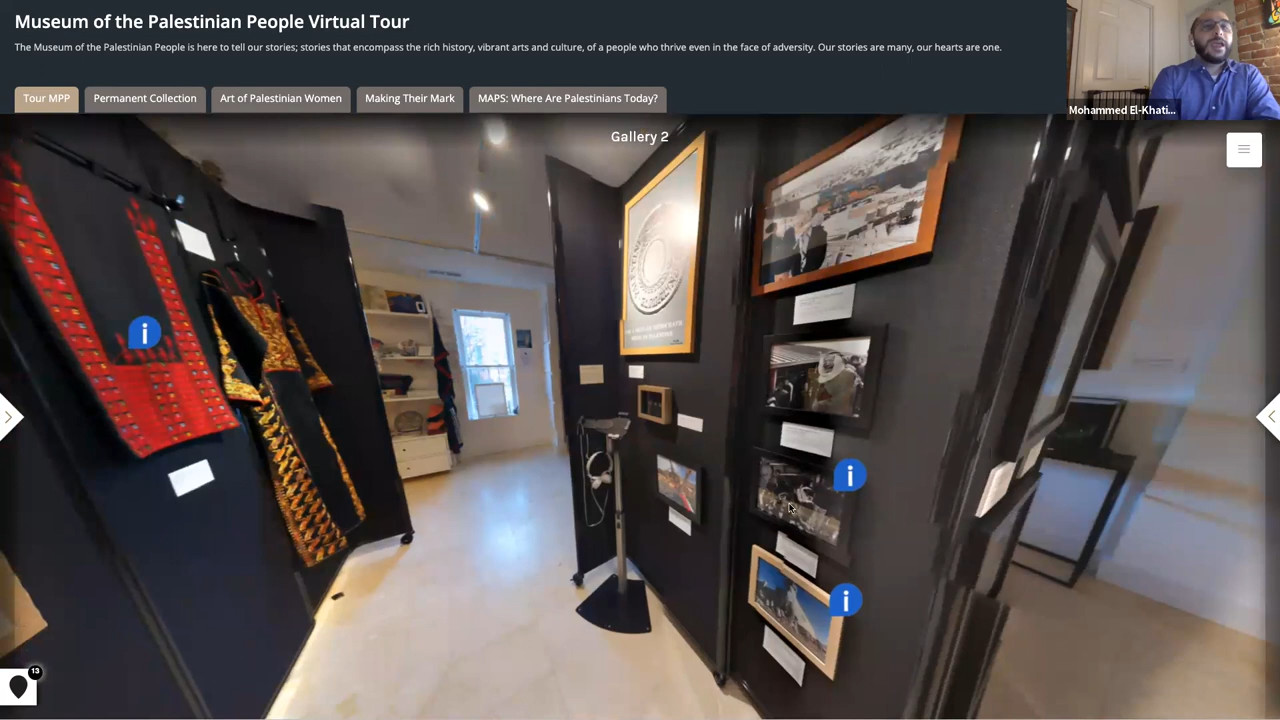 Museum of the Palestinian People Virtual Tour
The Museum of the Palestinian People is here to tell our stories; stories that encompass the rich history, vibrant arts and culture, of a people who thrive even in the face of adversity. Our stories are many, our hearts are one.
Tour MPP
Permanent Collection
Art of Palestinian Women
Making Their Mark
MAPS: Where Are Palestinians Today?
Mohammed El-Khati...
Gallery 2
i
i
i
13